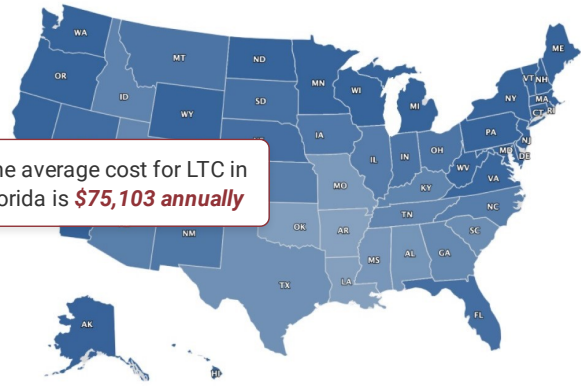 WA
MT
ND
MN
ME
OR
ID
SD
WI
MI
VT
NH
NY
MA
CT
RI
WY
IA
PA
NJ
IL
IN
OH
MD
DE
WV
VA
he average cost for LTC in
orida is $75,103 annually
MO
KY
NC
TN
NM
OK
AR
SC
MS
AL
GA
TX
LA
FL
AK
HI